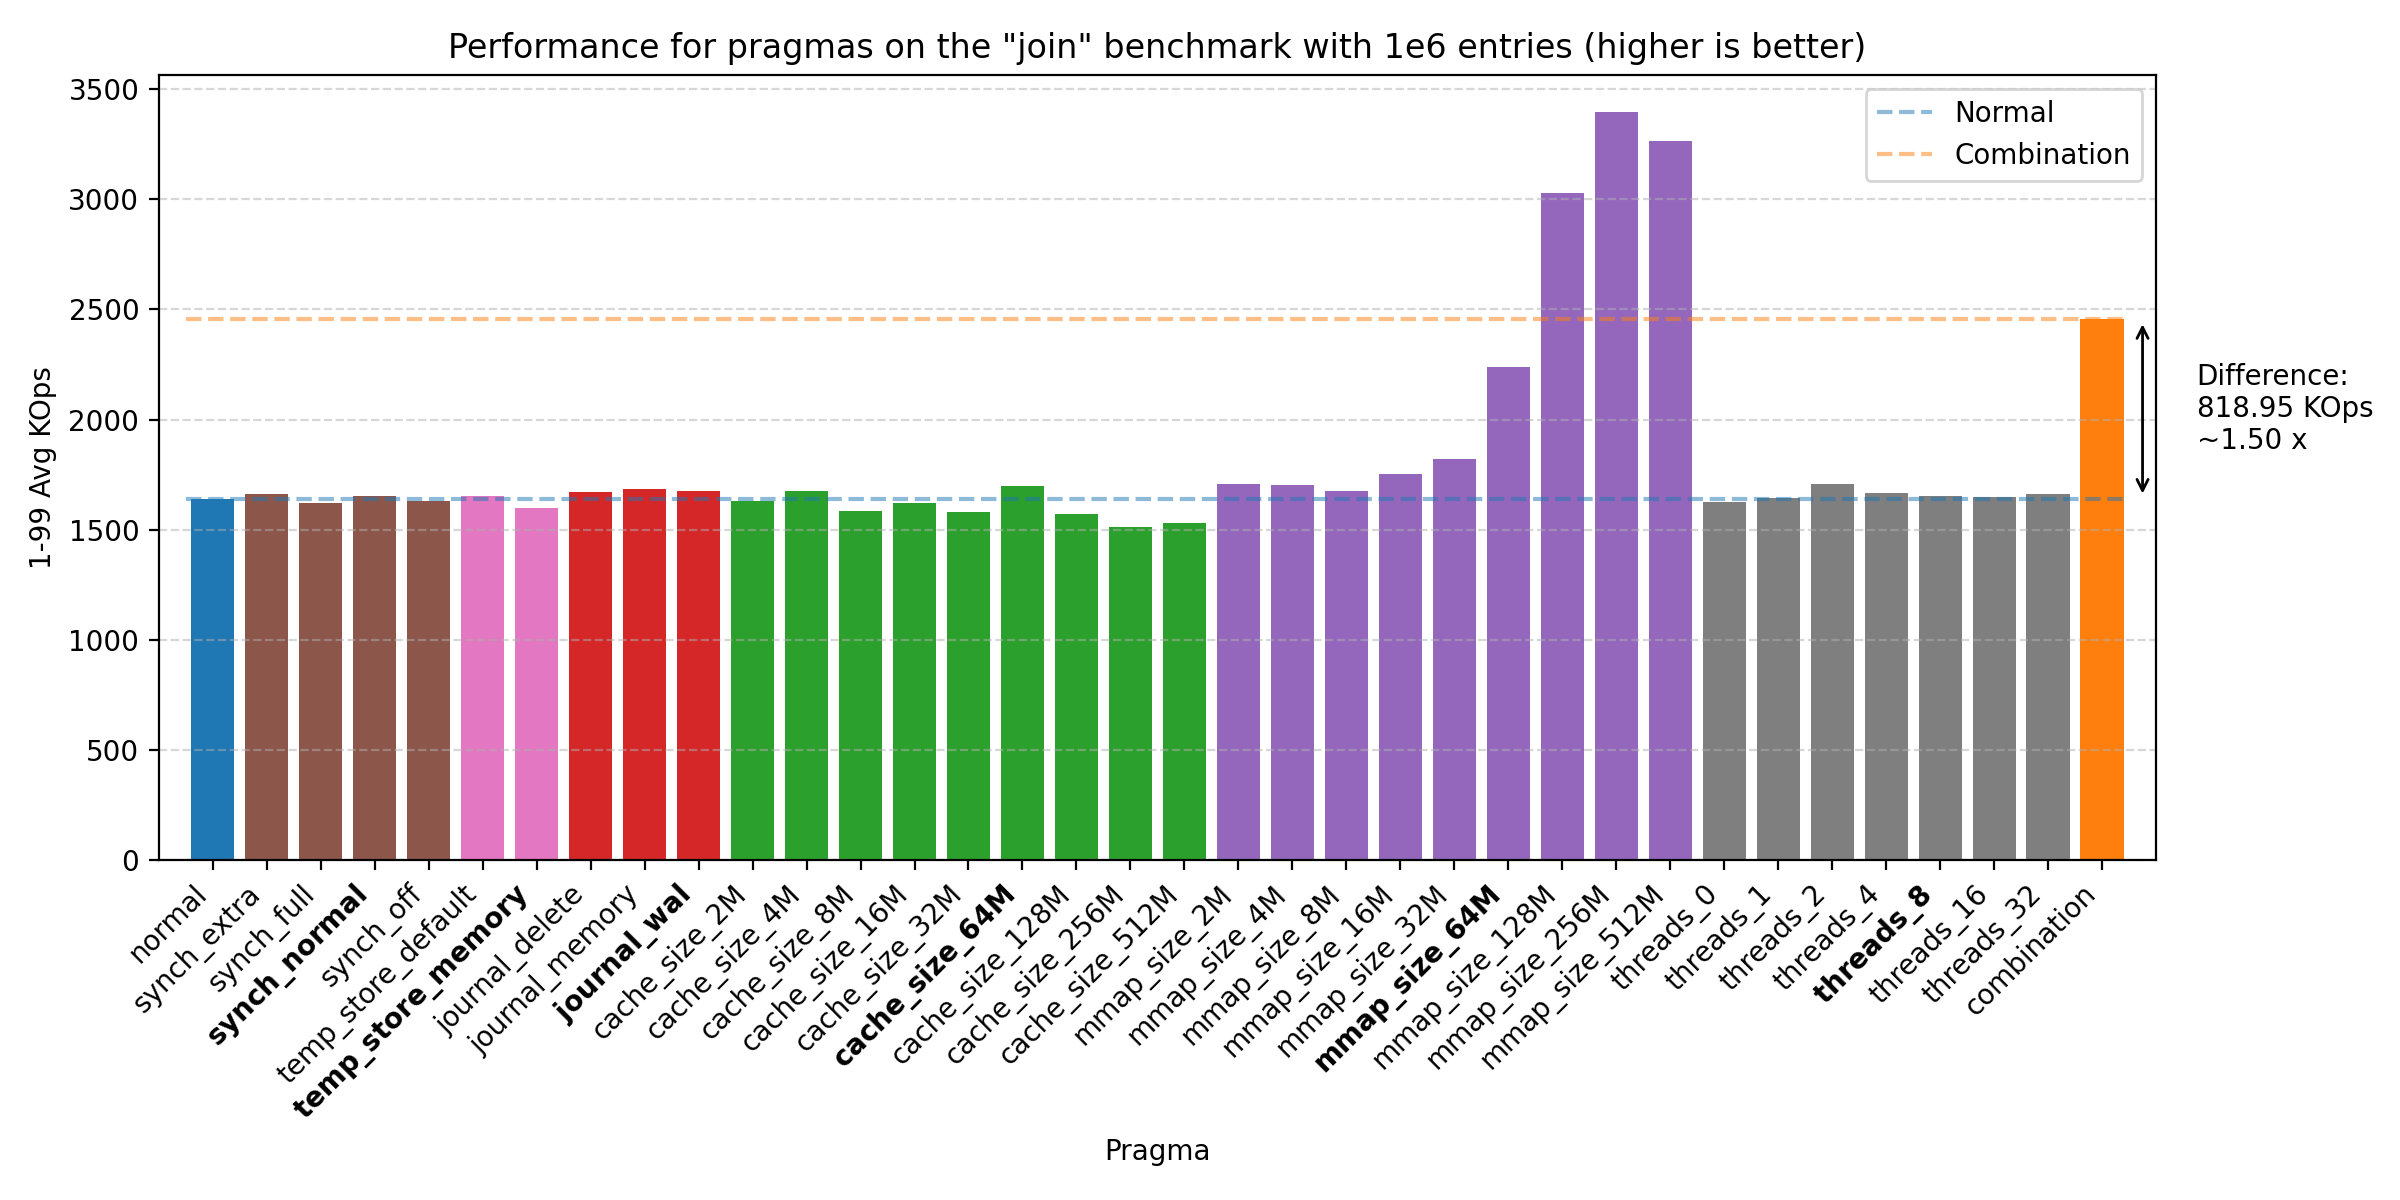 Performance for pragmas on the "join" benchmark with 1e6 entries (higher is better)
3500
3000
2500
2000
1500
1000
500
0
1-99 Avg KOps
Normal
Combination
Difference:
818.95 KOps
~1.50 x
normal
synch_extra
synch_full
synch_normal
synch_off
temp_store_default
temp_store_memory
journal_delete
journal_memory
journal_wal
cache_size_2M
cache_size_4M
cache_size_8M
cache_size_16M
cache_size_32M
cache_size_64M
cache_size_128M
cache_size_256M
cache_size_512M
mmap_size_2M
mmap_size_4M
mmap_size_8M
mmap_size_16M
mmap_size_32M
mmap_size_64M
mmap_size_128M
mmap_size_256M
mmap_size_512M
threads_0
threads_1
threads_2
threads_4
threads_8
threads_16
threads_32
combination
Pragma